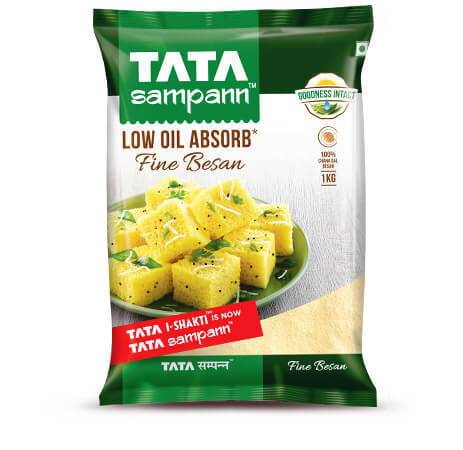 TATA
sampann™
GOODNESS INTACT
LOW OIL ABSORB*
Fine Besan
100%
CHANA DAL
BESAN
1KG
TATA I-SHAKTI™ IS NOW
TATA sampann™
TATA सम्पन्न™
Fine Besan